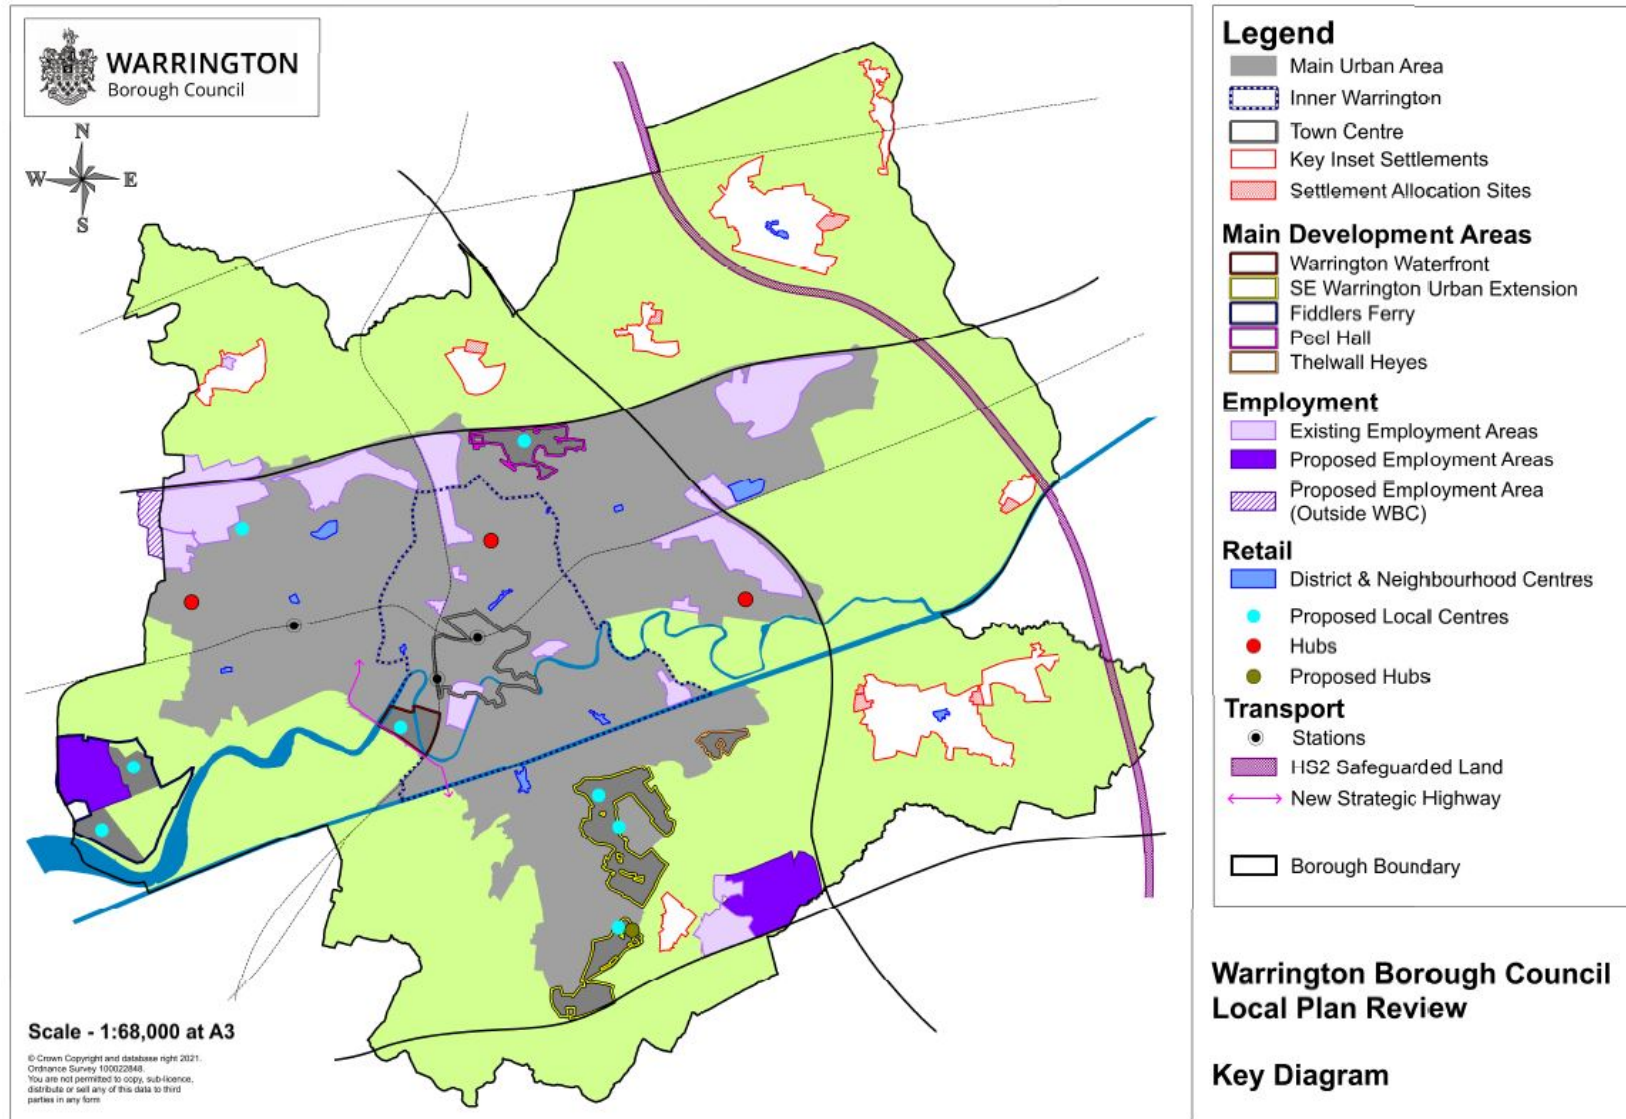 WARRINGTON
Borough Council
N
W E
S
Scale - 1:68,000 at A3
© Crown Copyright and database right 2021.
Ordnance Survey 100022848.
You are not permitted to copy, sub-licence,
distribute or sell any of this data to third
parties in any form
Legend
Main Urban Area
Inner Warrington
Town Centre
Key Inset Settlements
Settlement Allocation Sites
Main Development Areas
Warrington Waterfront
SE Warrington Urban Extension
Fiddlers Ferry
Peel Hall
Thelwall Heyes
Employment
Existing Employment Areas
Proposed Employment Areas
Proposed Employment Area
(Outside WBC)
Retail
District & Neighbourhood Centres
Proposed Local Centres
Hubs
Proposed Hubs
Transport
Stations
HS2 Safeguarded Land
New Strategic Highway
Borough Boundary
Warrington Borough Council
Local Plan Review
Key Diagram